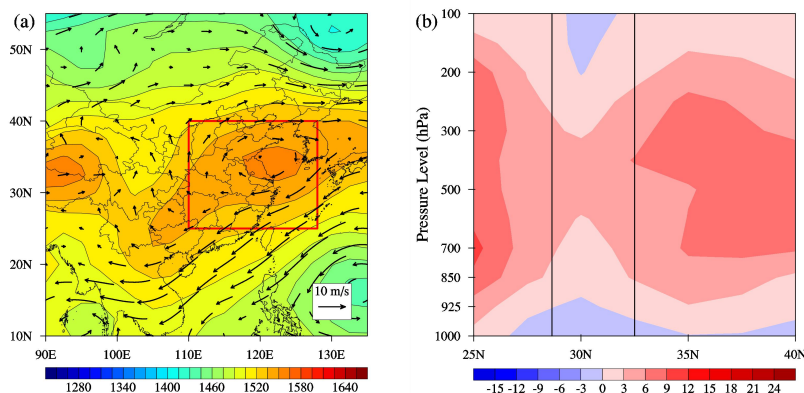 (a)
50N
40N
30N
20N
10N
90E 100E 110E 120E 130E
10 m/s
1280 1340 1400 1460 1520 1580 1640
(b)
Pressure Level (hPa)
100
200
300
500
700
850
925
1000
25N 30N 35N 40N
-15 -12 -9 -6 -3 0 3 6 9 12 15 18 21 24